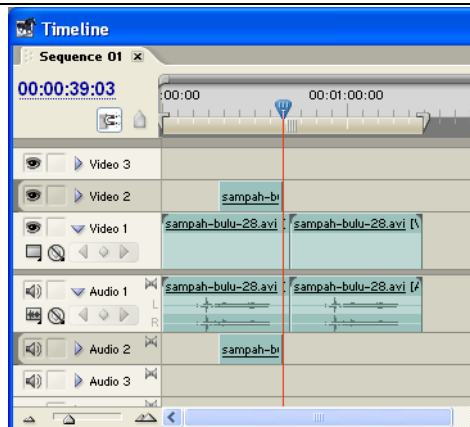 Timeline
Sequence 01
00:00:39:03
:00:00 00:01:00:00
Video 3
Video 2
sampah-b
Video 1
sampah-bulu-28.avi [ sampah-bulu-28.avi [V
Audio 1
sampah-bulu-28.avi sampah-bulu-28.avi [A
L
R
Audio 2
sampah-b
Audio 3